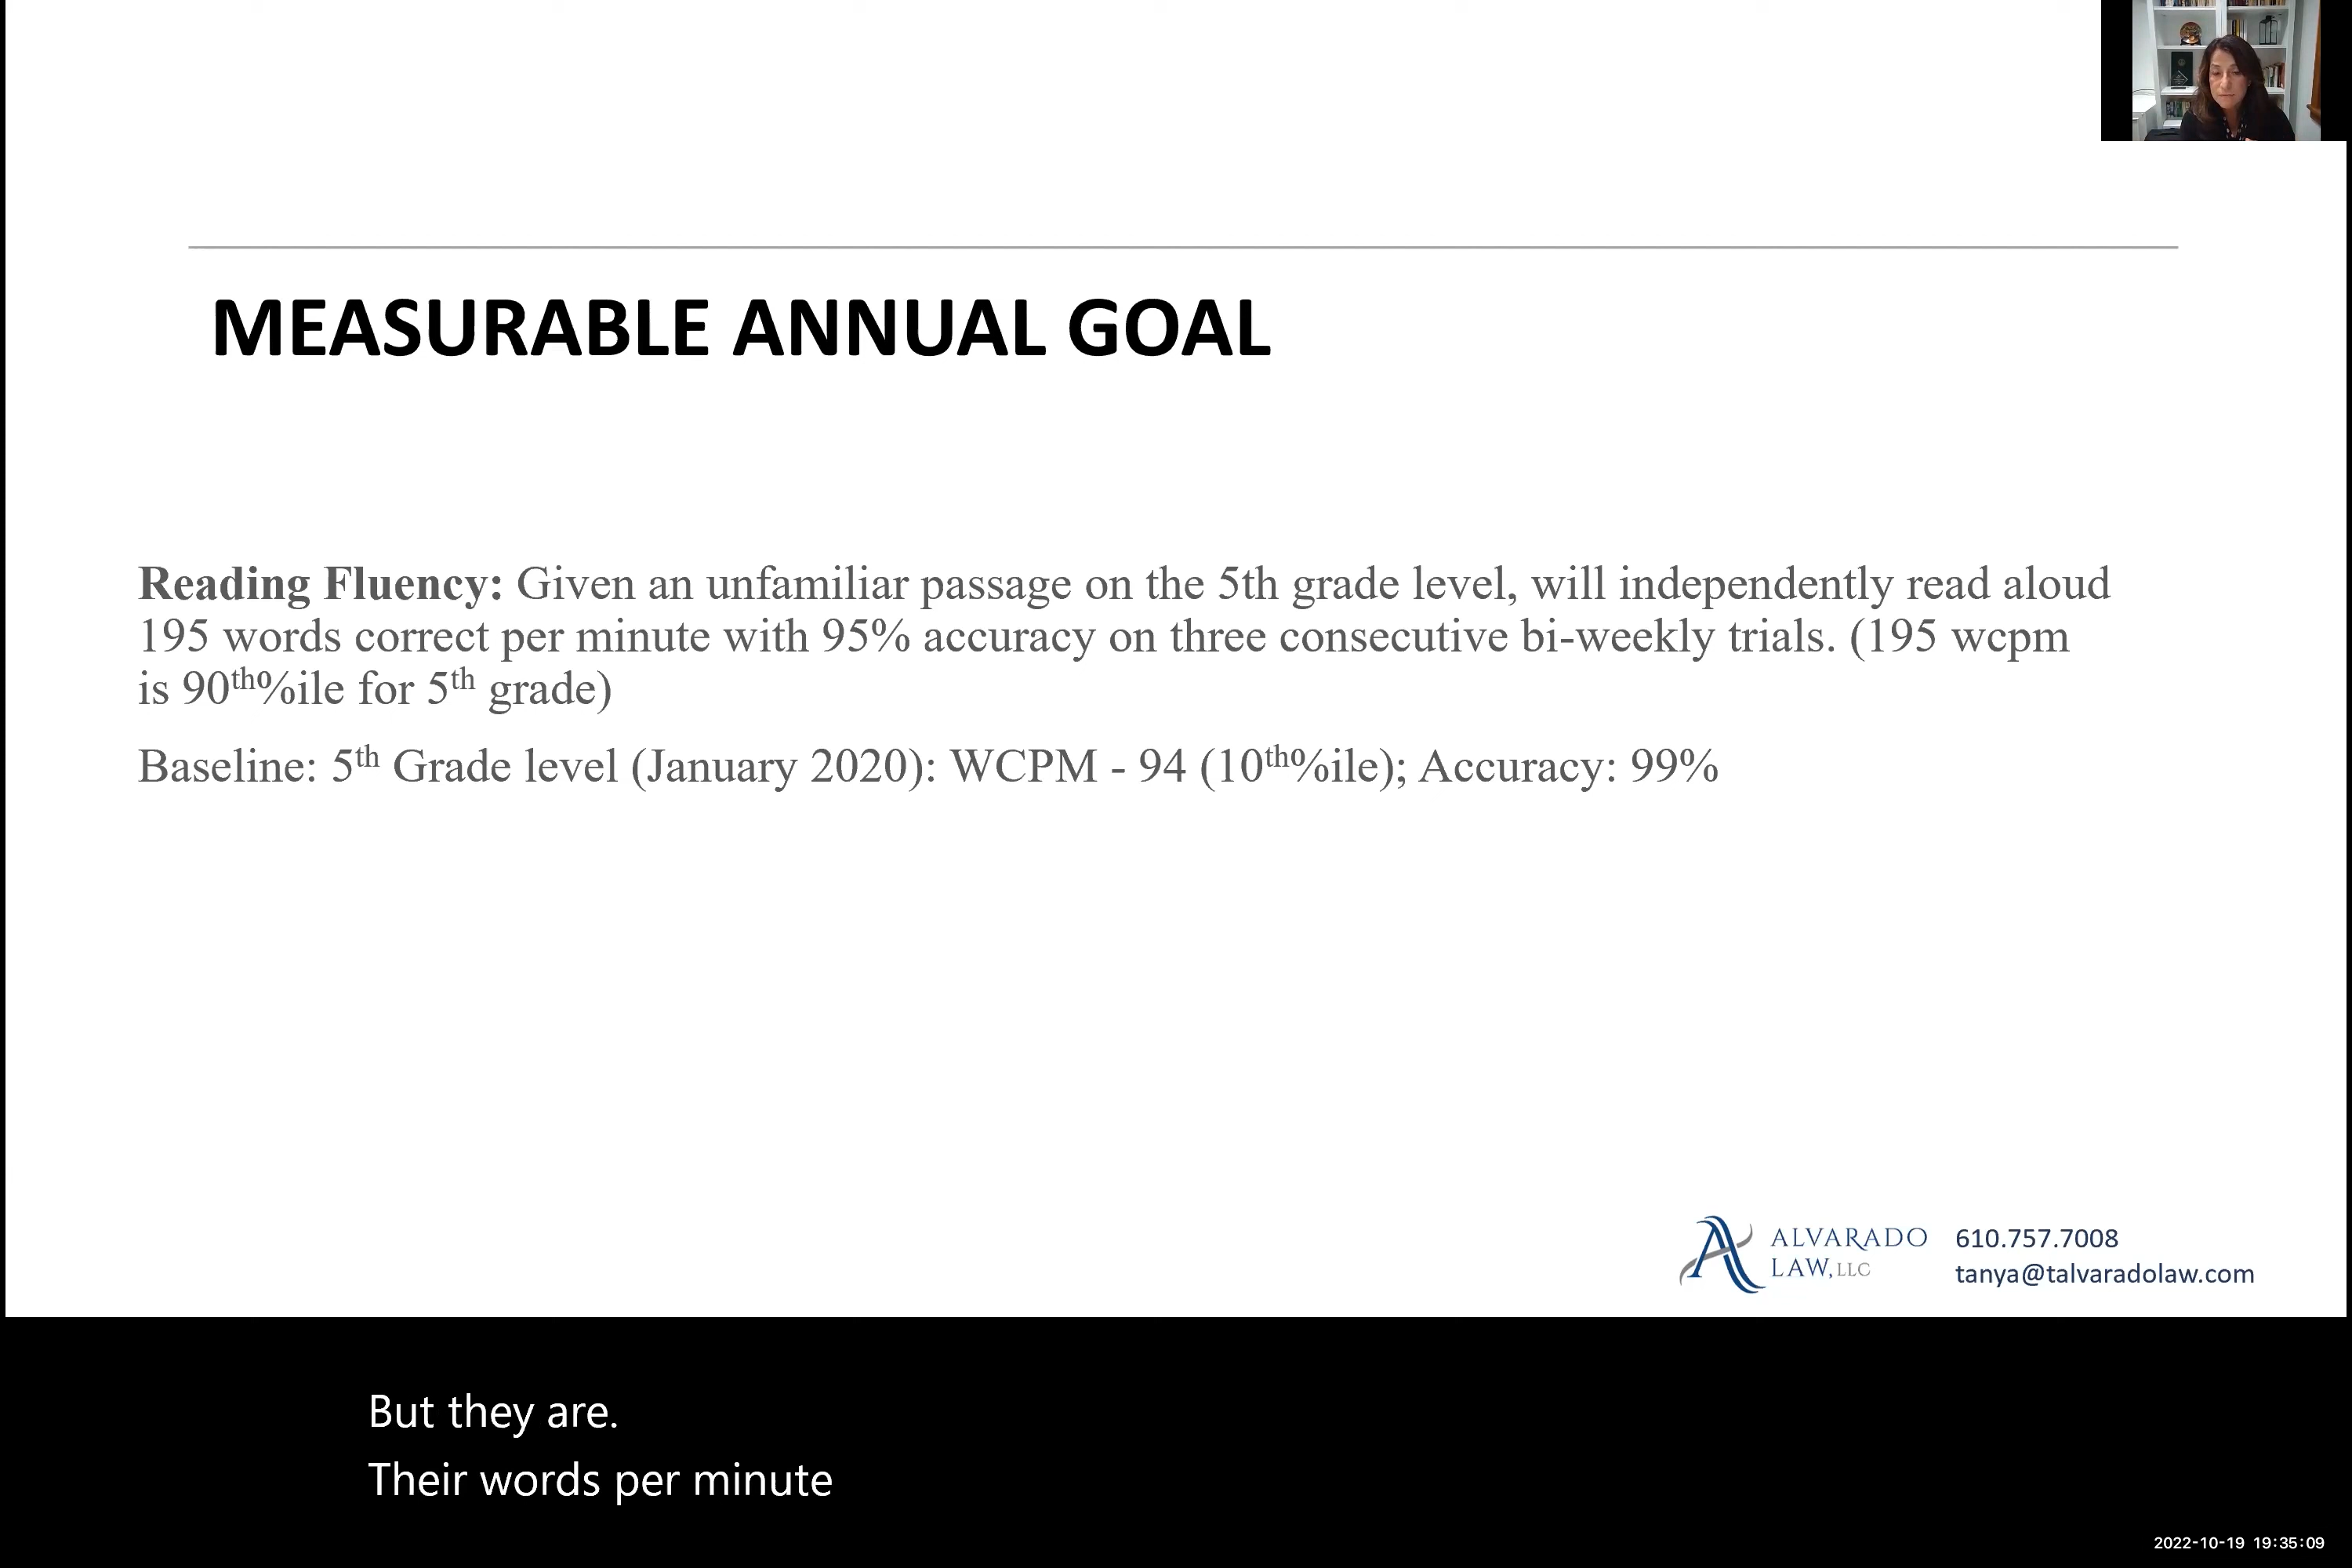 MEASURABLE ANNUAL GOAL
Reading Fluency: Given an unfamiliar passage on the 5th grade level, will independently read aloud
195 words correct per minute with 95% accuracy on three consecutive bi-weekly trials. (195 wcpm
is 90th%ile for 5th grade)
Baseline: 5th Grade level (January 2020): WCPM - 94 (10th%ile); Accuracy: 99%
ALVARADO
LAW, LLC
610.757.7008
tanya@talvaradolaw.com
But they are.
Their words per minute
2022-10-19 19:35:09